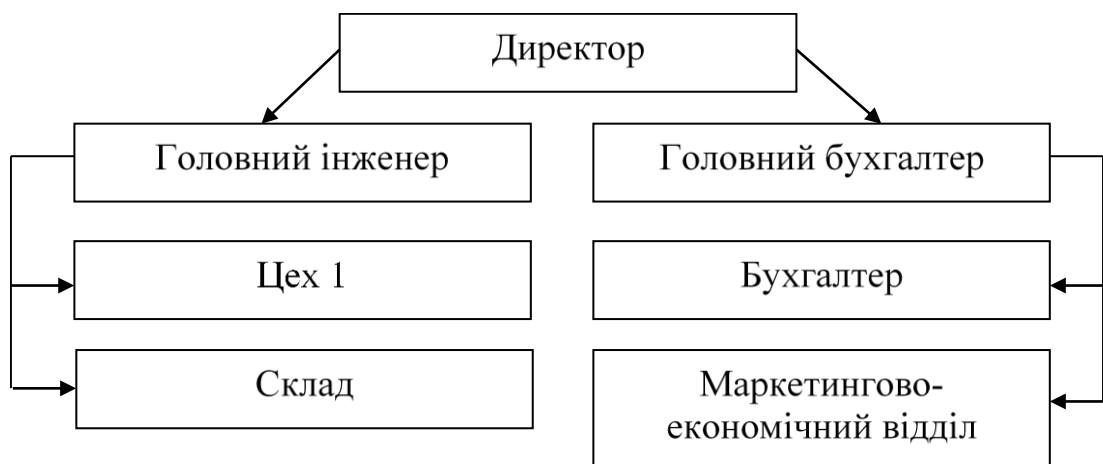 Директор
Головний інженер
Головний бухгалтер
Цех 1
Бухгалтер
Склад
Маркетингово-
економічний відділ